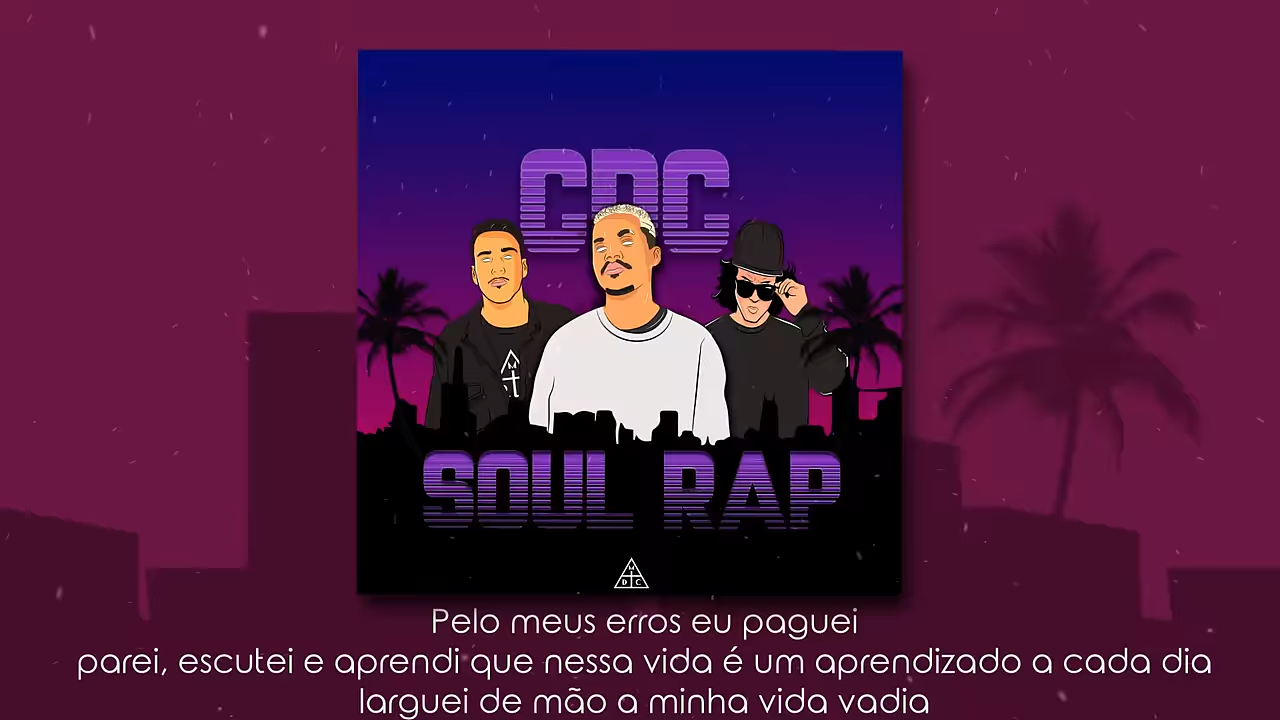 CDC
M
SOUL RAP
M
D C
Pelo meus erros eu paguei
parei, escutei e aprendi que nessa vida é um aprendizado a cada dia
larguei de mão a minha vida vadia